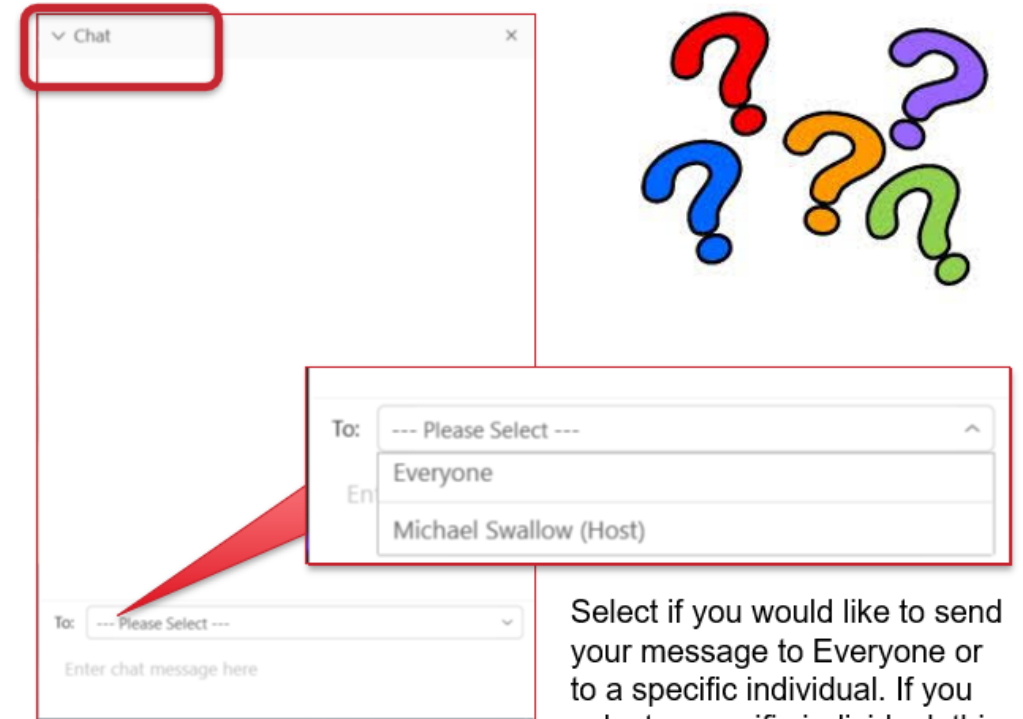 Chat
To: --- Please Select ---
Everyone
Michael Swallow (Host)
To: --- Please Select ---
Enter chat message here
Select if you would like to send
your message to Everyone or
to a specific individual. If you